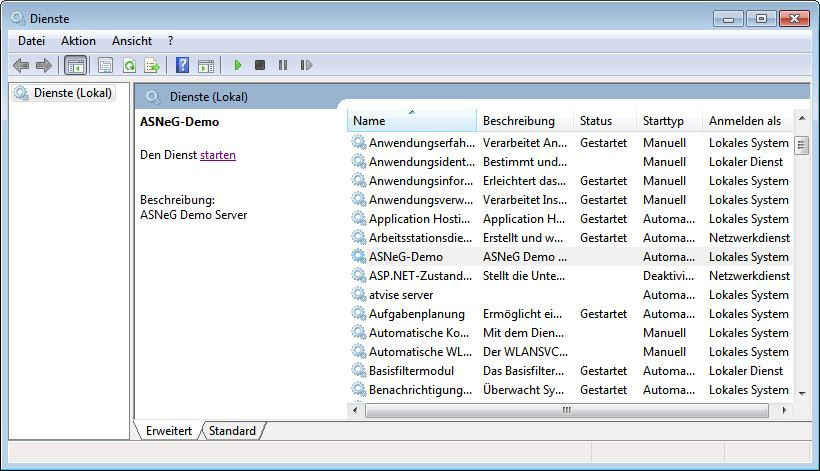 Dienste
Datei Aktion Ansicht ?
Dienste (Lokal)
Dienste (Lokal)
ASNeG-Demo
Den Dienst starten
Beschreibung:
ASNeG Demo Server
Name Beschreibung Status Starttyp Anmelden als
Anwendungserfah... Verarbeitet An... Gestartet Manuell Lokales System
Anwendungsident... Bestimmt und... Manuell Lokaler Dienst
Anwendungsinfor... Erleichtert das... Gestartet Manuell Lokales System
Anwendungsverw... Verarbeitet Ins... Gestartet Manuell Lokales System
Application Hosti... Application H... Gestartet Automa... Lokales System
Arbeitsstationsdie... Erstellt und w... Gestartet Automa... Netzwerkdienst
ASNeG-Demo ASNeG Demo ... Automa... Lokales System
ASP.NET-Zustand... Stellt die Unte... Deaktivi... Netzwerkdienst
atvise server Automa... Lokales System
Aufgabenplanung Ermöglicht ei... Gestartet Automa... Lokales System
Automatische Ko... Mit dem Dien... Manuell Lokales System
Automatische WL... Der WLANSVC... Manuell Lokales System
Basisfiltermodul Das Basisfilter... Gestartet Automa... Lokaler Dienst
Benachrichtigung... Überwacht Sy... Gestartet Automa... Lokales System
Erweitert Standard